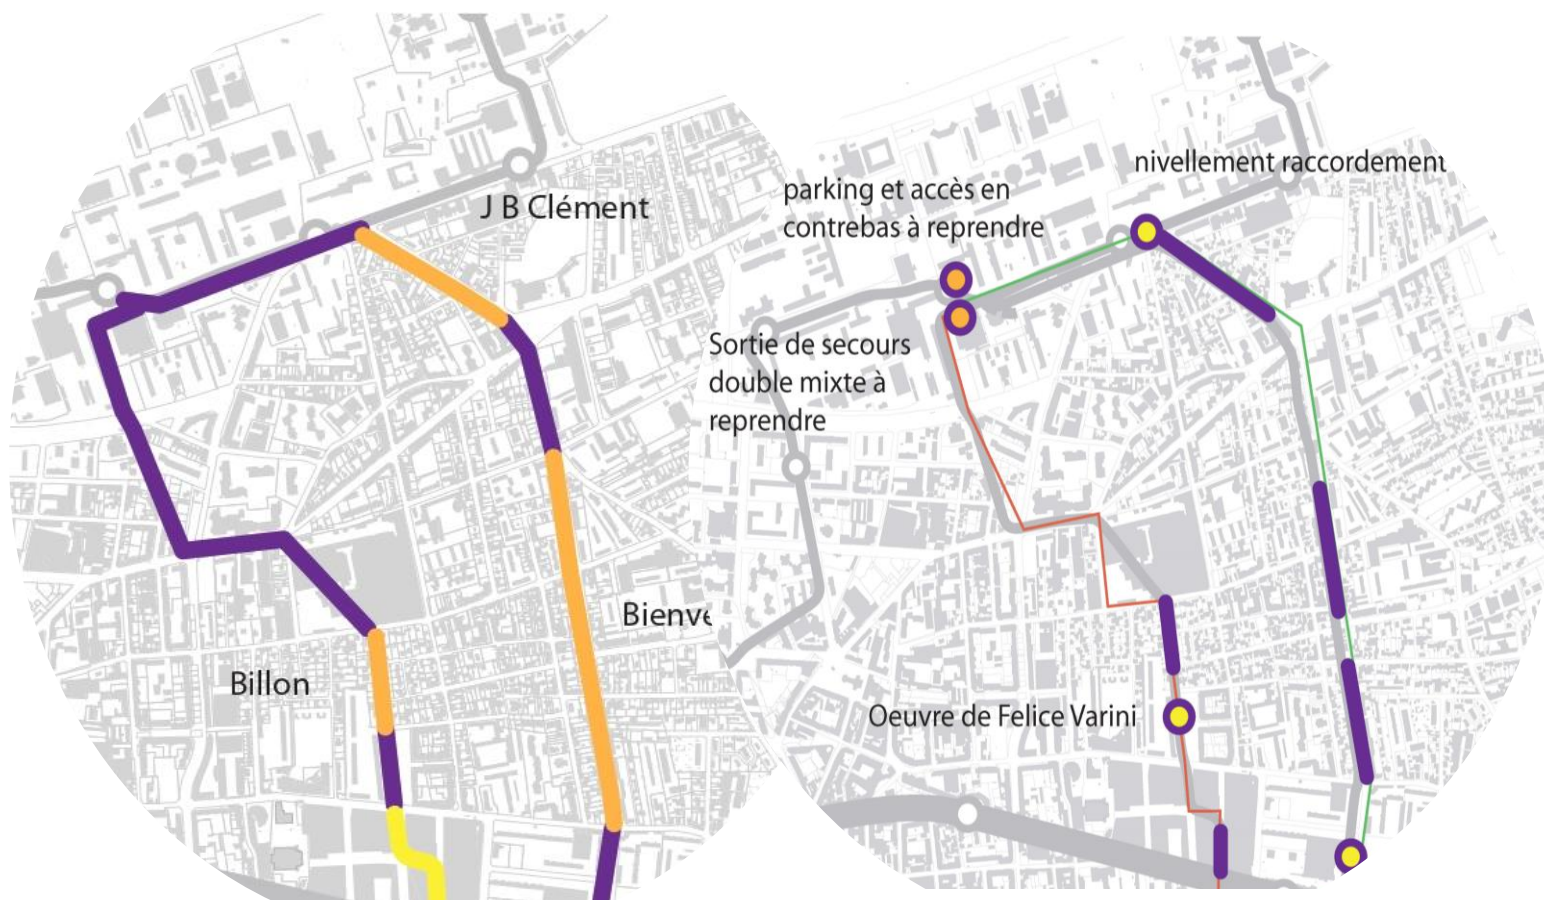 J B Clément
Bienve
Billon
nivellement raccordement
parking et accès en
contrebas à reprendre
Sortie de secours
double mixte à
reprendre
Oeuvre de Felice Varini